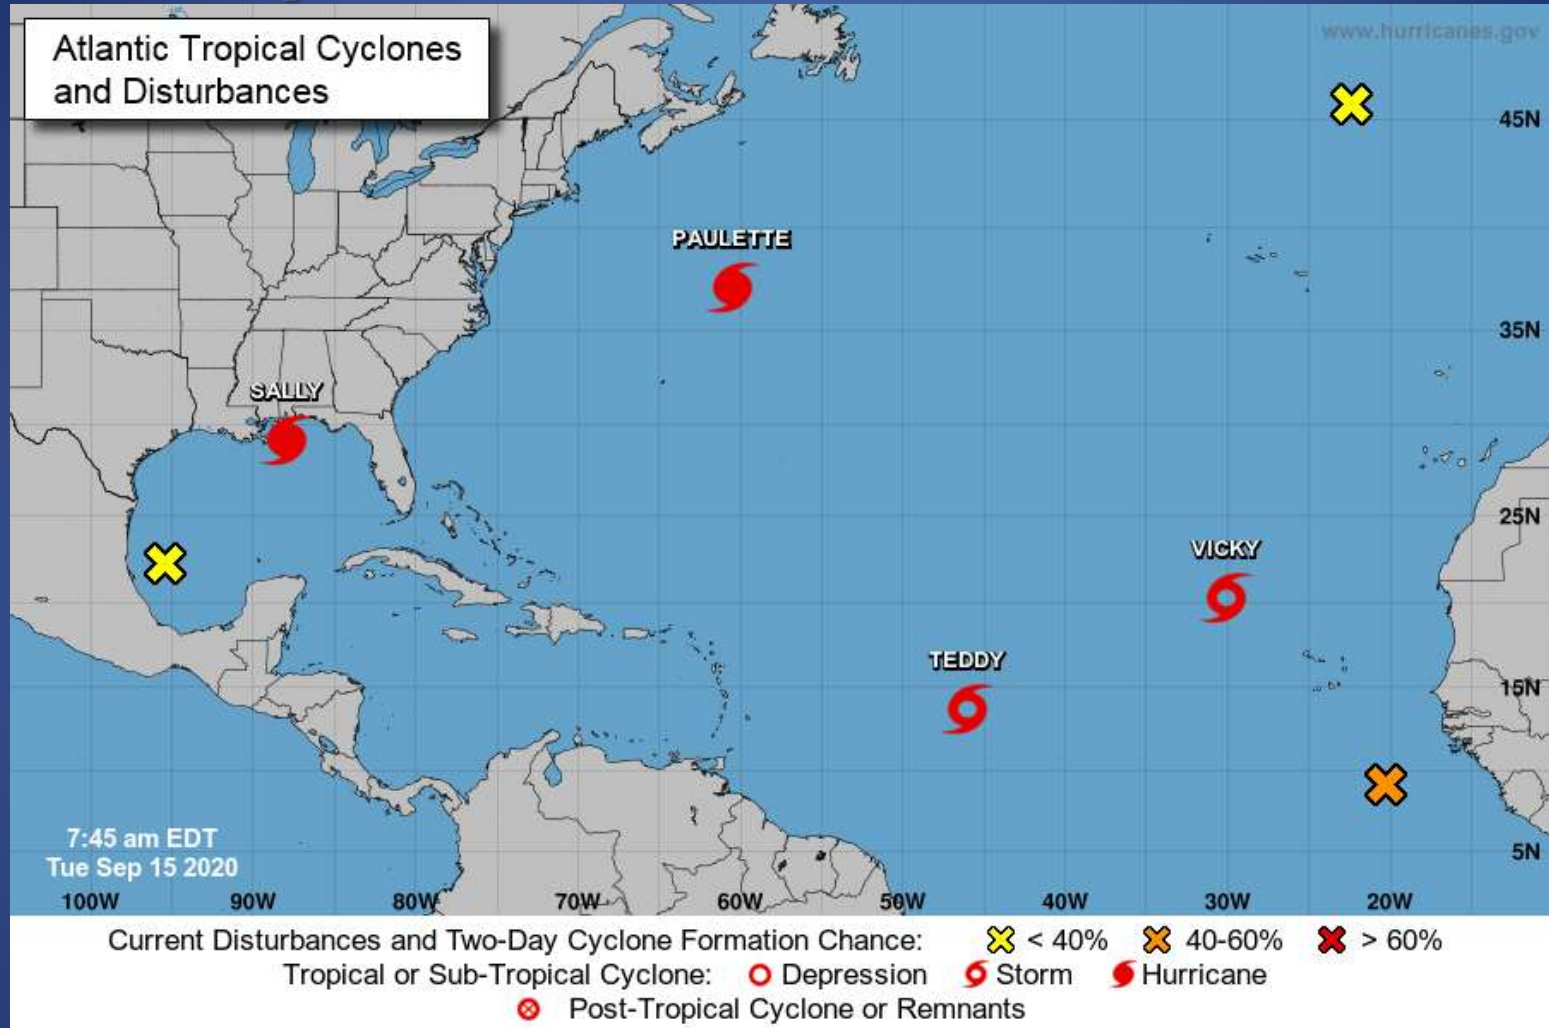 Atlantic Tropical Cyclones
and Disturbances
www.hurricanes.gov
45N
PAULETTE
35N
SALLY
25N
VICKY
TEDDY
15N
7:45 am EDT
Tue Sep 15 2020
5N
100W 90W 80W 70W 60W 50W 40W 30W 20W
Current Disturbances and Two-Day Cyclone Formation Chance: < 40% 40-60% > 60%
Tropical or Sub-Tropical Cyclone: Depression Storm Hurricane
Post-Tropical Cyclone or Remnants